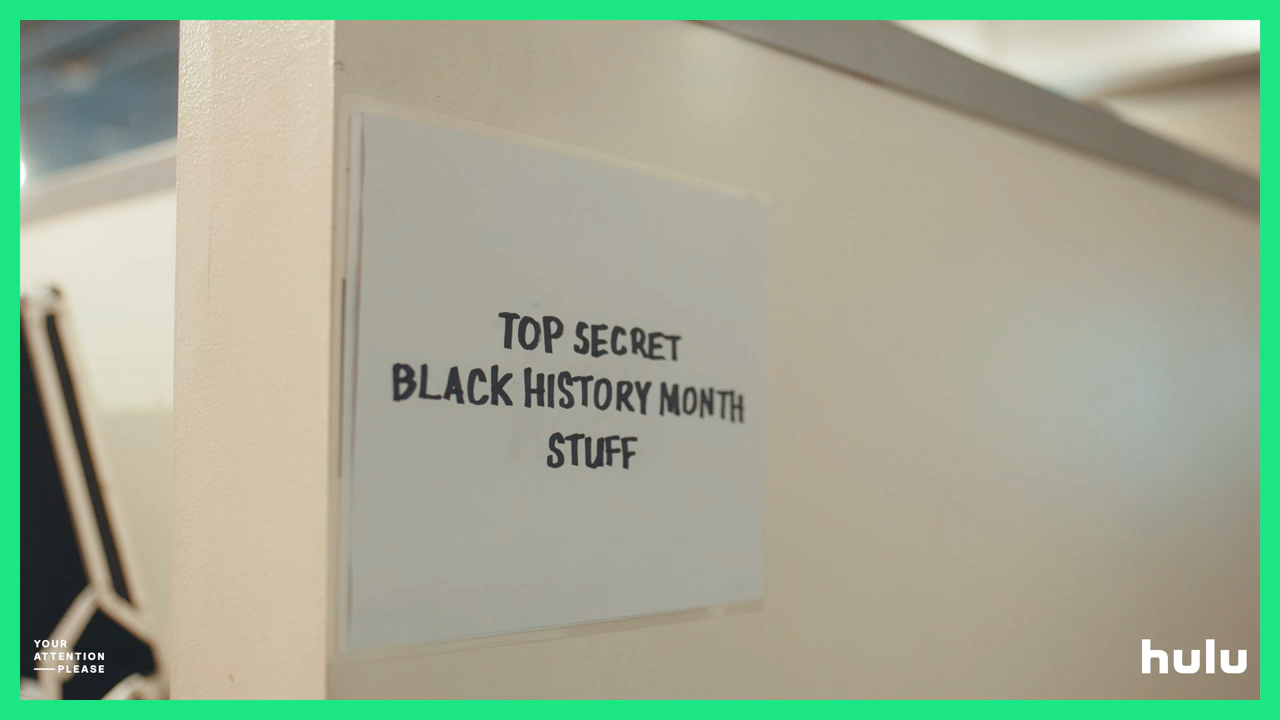 TOP SECRET
BLACK HISTORY MONTH
STUFF
YOUR
ATTENTION
PLEASE
hulu